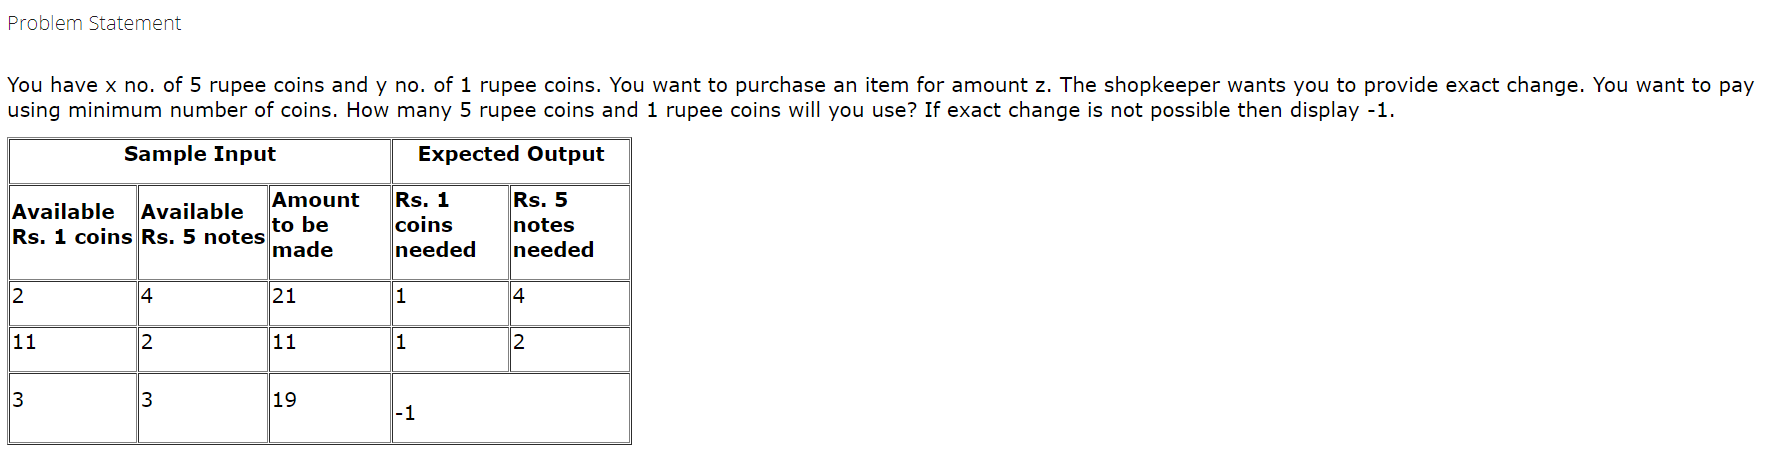 Problem Statement
You have x no. of 5 rupee coins and y no. of 1 rupee coins. You want to purchase an item for amount z. The shopkeeper wants you to provide exact change. You want to pay
using minimum number of coins. How many 5 rupee coins and 1 rupee coins will you use? If exact change is not possible then display -1.
Sample Input Expected Output
Available Rs. 1 coins Available Rs. 5 notes Amount to be made Rs. 1 coins needed Rs. 5 notes needed
2 4 21 1 4
11 2 11 1 2
3 3 19 -1